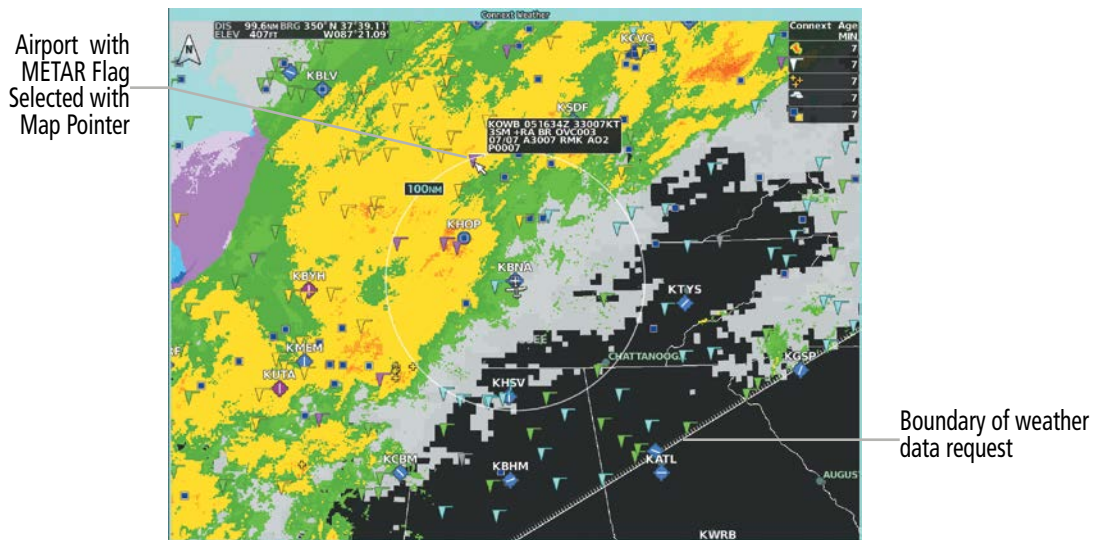 Connext Weather
DIS 99.6NM BRG 350° N 37°39.11'
ELEV 407FT W087°21.09'
Connext Age
MIN
7
7
7
7
7
N
Airport with
METAR Flag
Selected with
Map Pointer
KCVG
KBLV
KSDF
KOWB 051634Z 33007KT
3SM +RA BR OVC003
07/07 A3007 RMK AO2
P0007
100NM
KHOP
KBNA
KBYH
KTYS
KMEM
EE
CHATTANOOG
KGSP
KUTA
KHSV
Boundary of weather
data request
KCBM
KBHM
KATL
AUGUS
KWRB